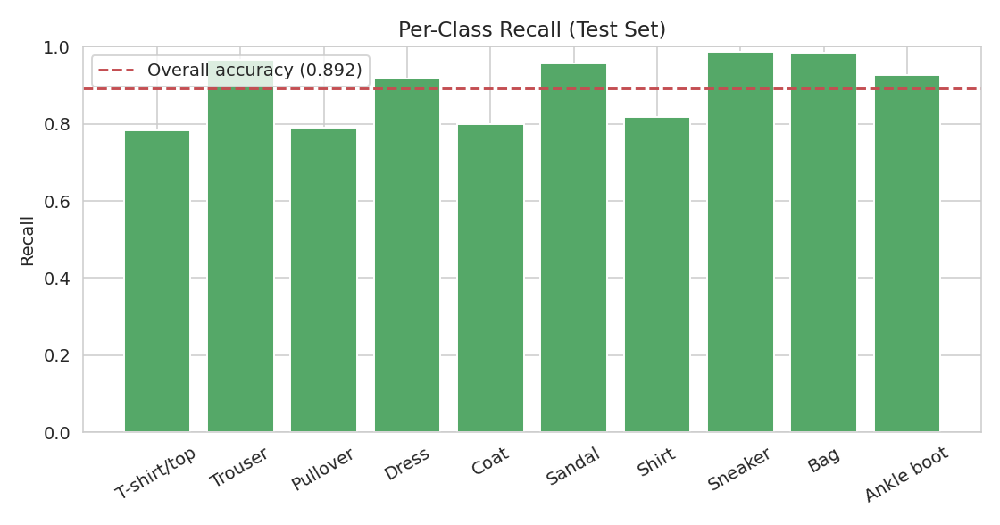 Per-Class Recall (Test Set)
1.0
Overall accuracy (0.892)
0.8
0.6
0.4
0.2
0.0
Recall
T-shirt/top
Trouser
Pullover
Dress
Coat
Sandal
Shirt
Sneaker
Bag
Ankle boot